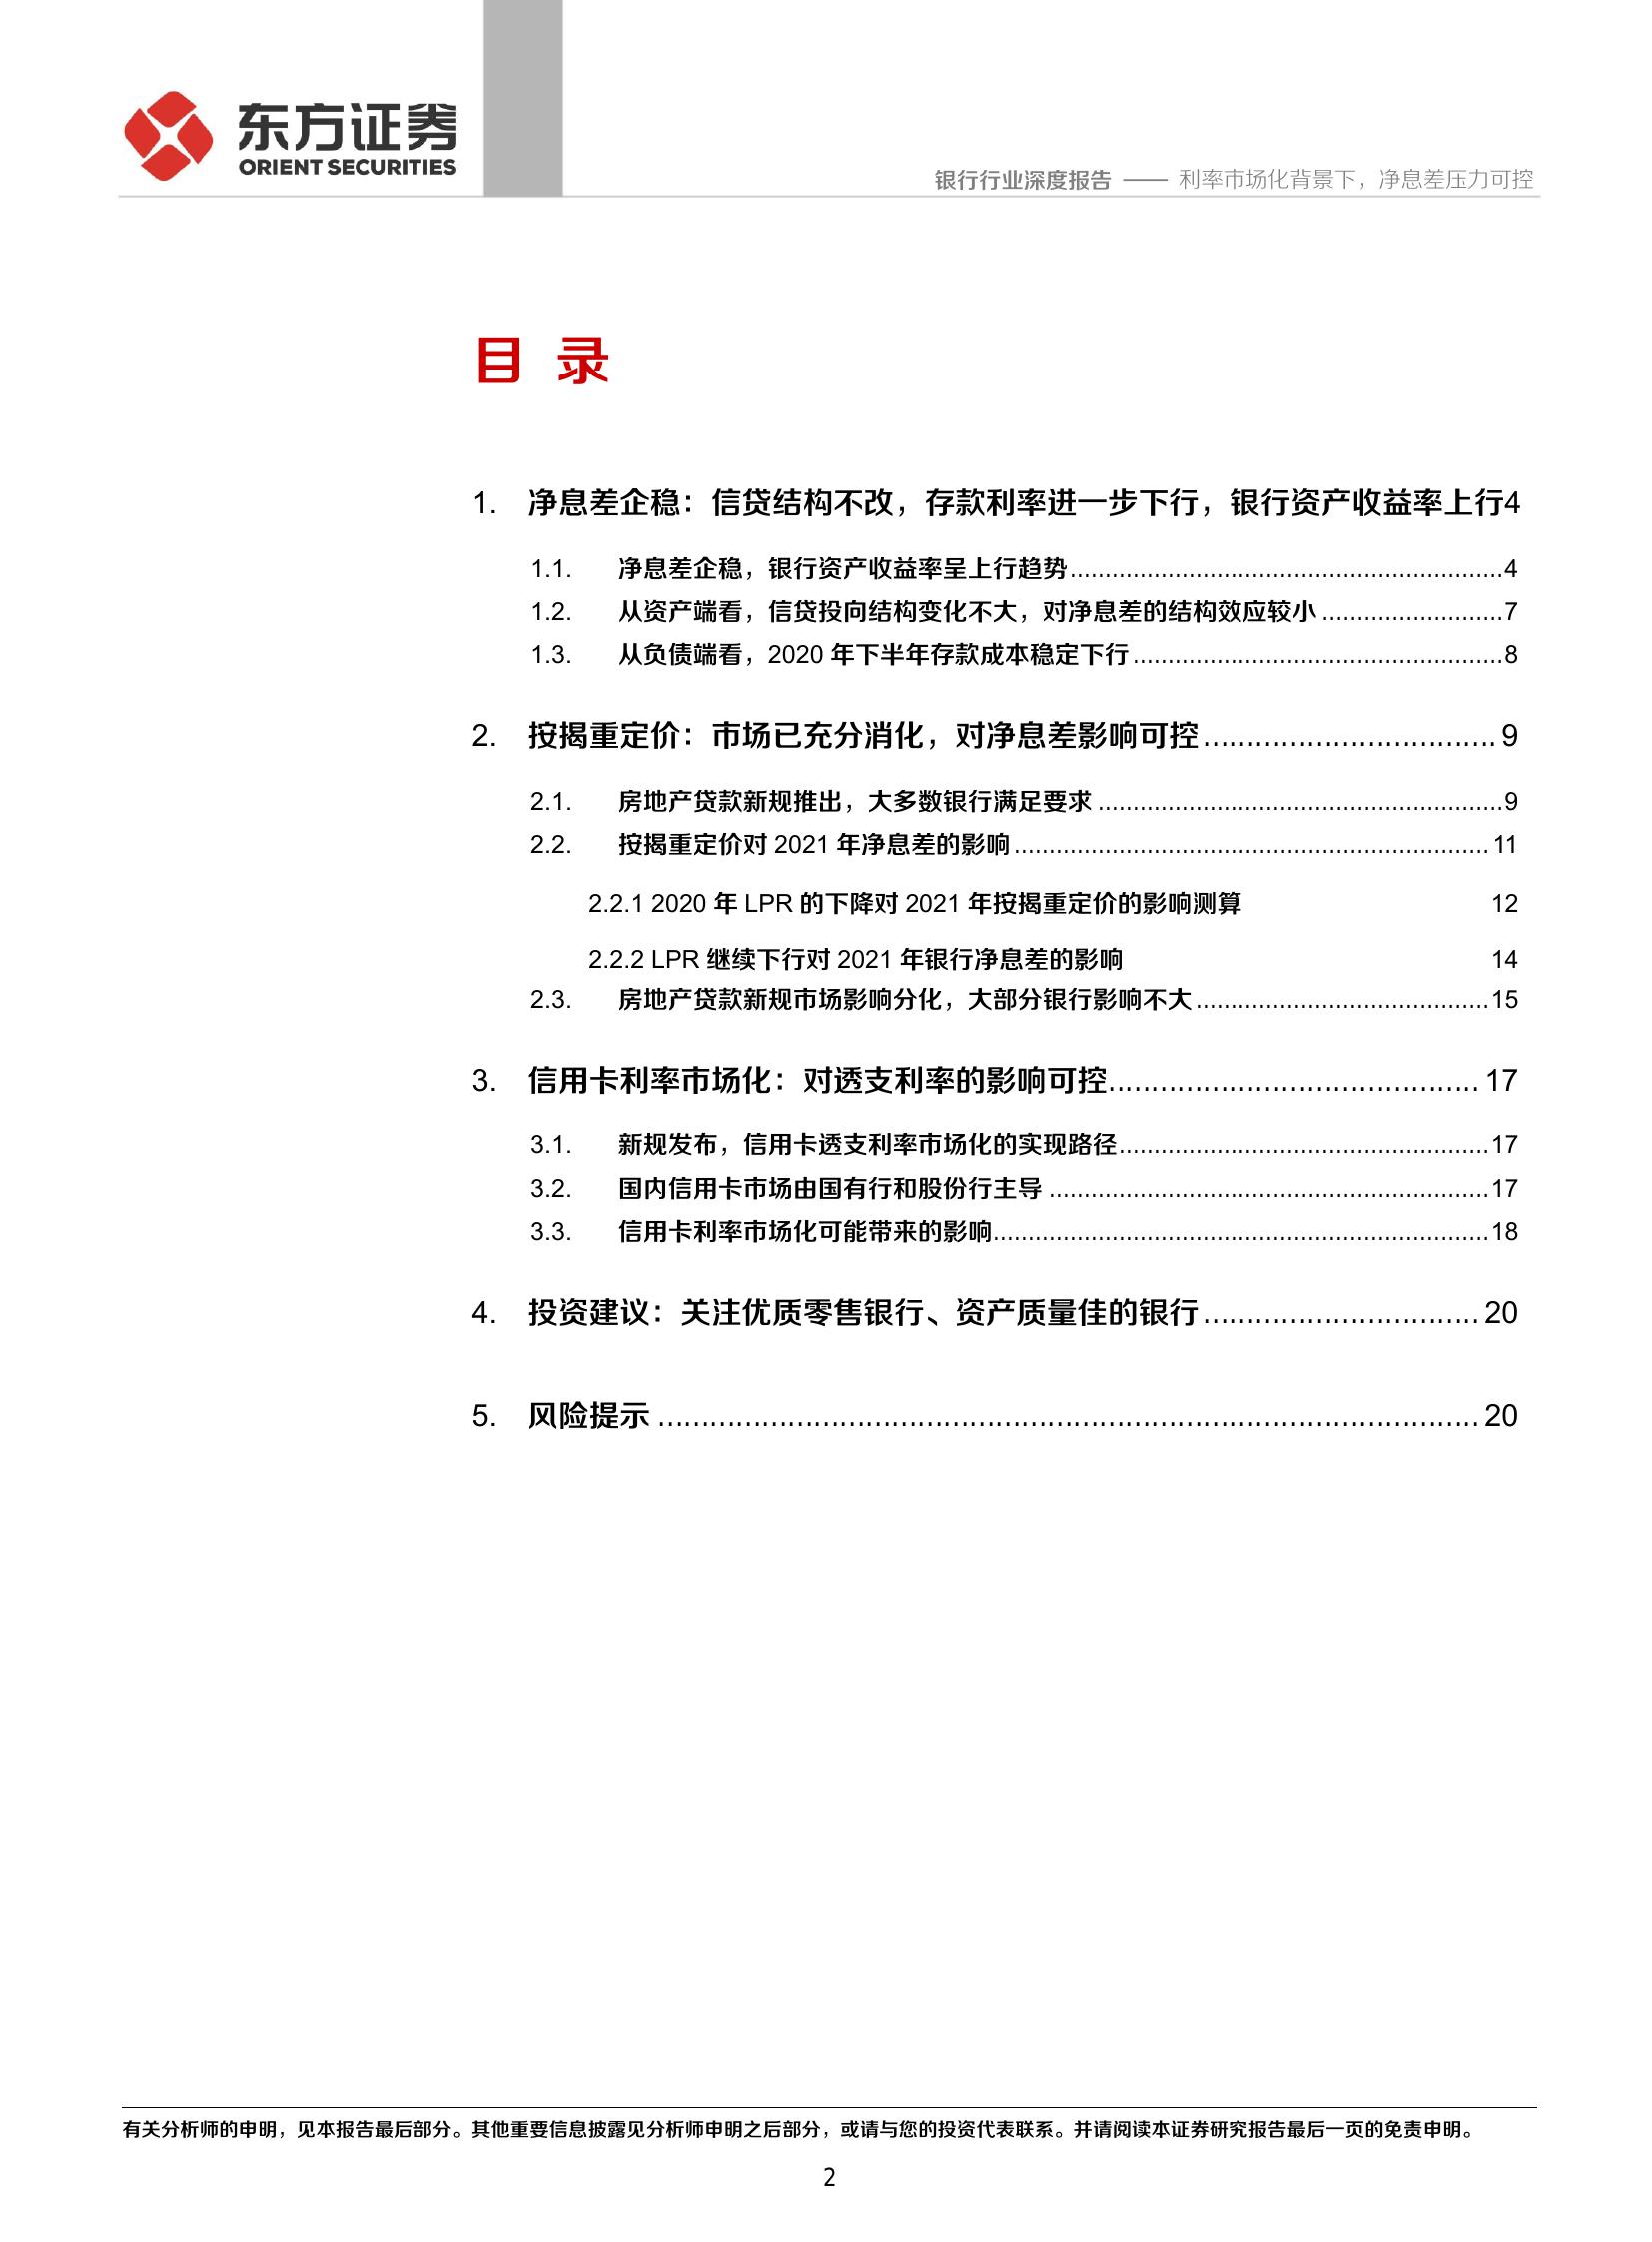 东方证券
ORIENT SECURITIES
银行行业深度报告 —— 利率市场化背景下，净息差压力可控
目 录
1. 净息差企稳：信贷结构不改，存款利率进一步下行，银行资产收益率上行4
1.1. 净息差企稳，银行资产收益率呈上行趋势..............................................................4
1.2. 从资产端看，信贷投向结构变化不大，对净息差的结构效应较小..........................7
1.3. 从负债端看，2020 年下半年存款成本稳定下行.....................................................8
2. 按揭重定价：市场已充分消化，对净息差影响可控..................................9
2.1. 房地产贷款新规推出，大多数银行满足要求..........................................................9
2.2. 按揭重定价对 2021 年净息差的影响....................................................................11
2.2.1 2020 年 LPR 的下降对 2021 年按揭重定价的影响测算 12
2.2.2 LPR 继续下行对 2021 年银行净息差的影响 14
2.3. 房地产贷款新规市场影响分化，大部分银行影响不大..........................................15
3. 信用卡利率市场化：对透支利率的影响可控...........................................17
3.1. 新规发布，信用卡透支利率市场化的实现路径.....................................................17
3.2. 国内信用卡市场由国有行和股份行主导...............................................................17
3.3. 信用卡利率市场化可能带来的影响.......................................................................18
4. 投资建议：关注优质零售银行、资产质量佳的银行................................20
5. 风险提示................................................................................................20
有关分析师的申明，见本报告最后部分。其他重要信息披露见分析师申明之后部分，或请与您的投资代表联系。并请阅读本证券研究报告最后一页的免责申明。
2